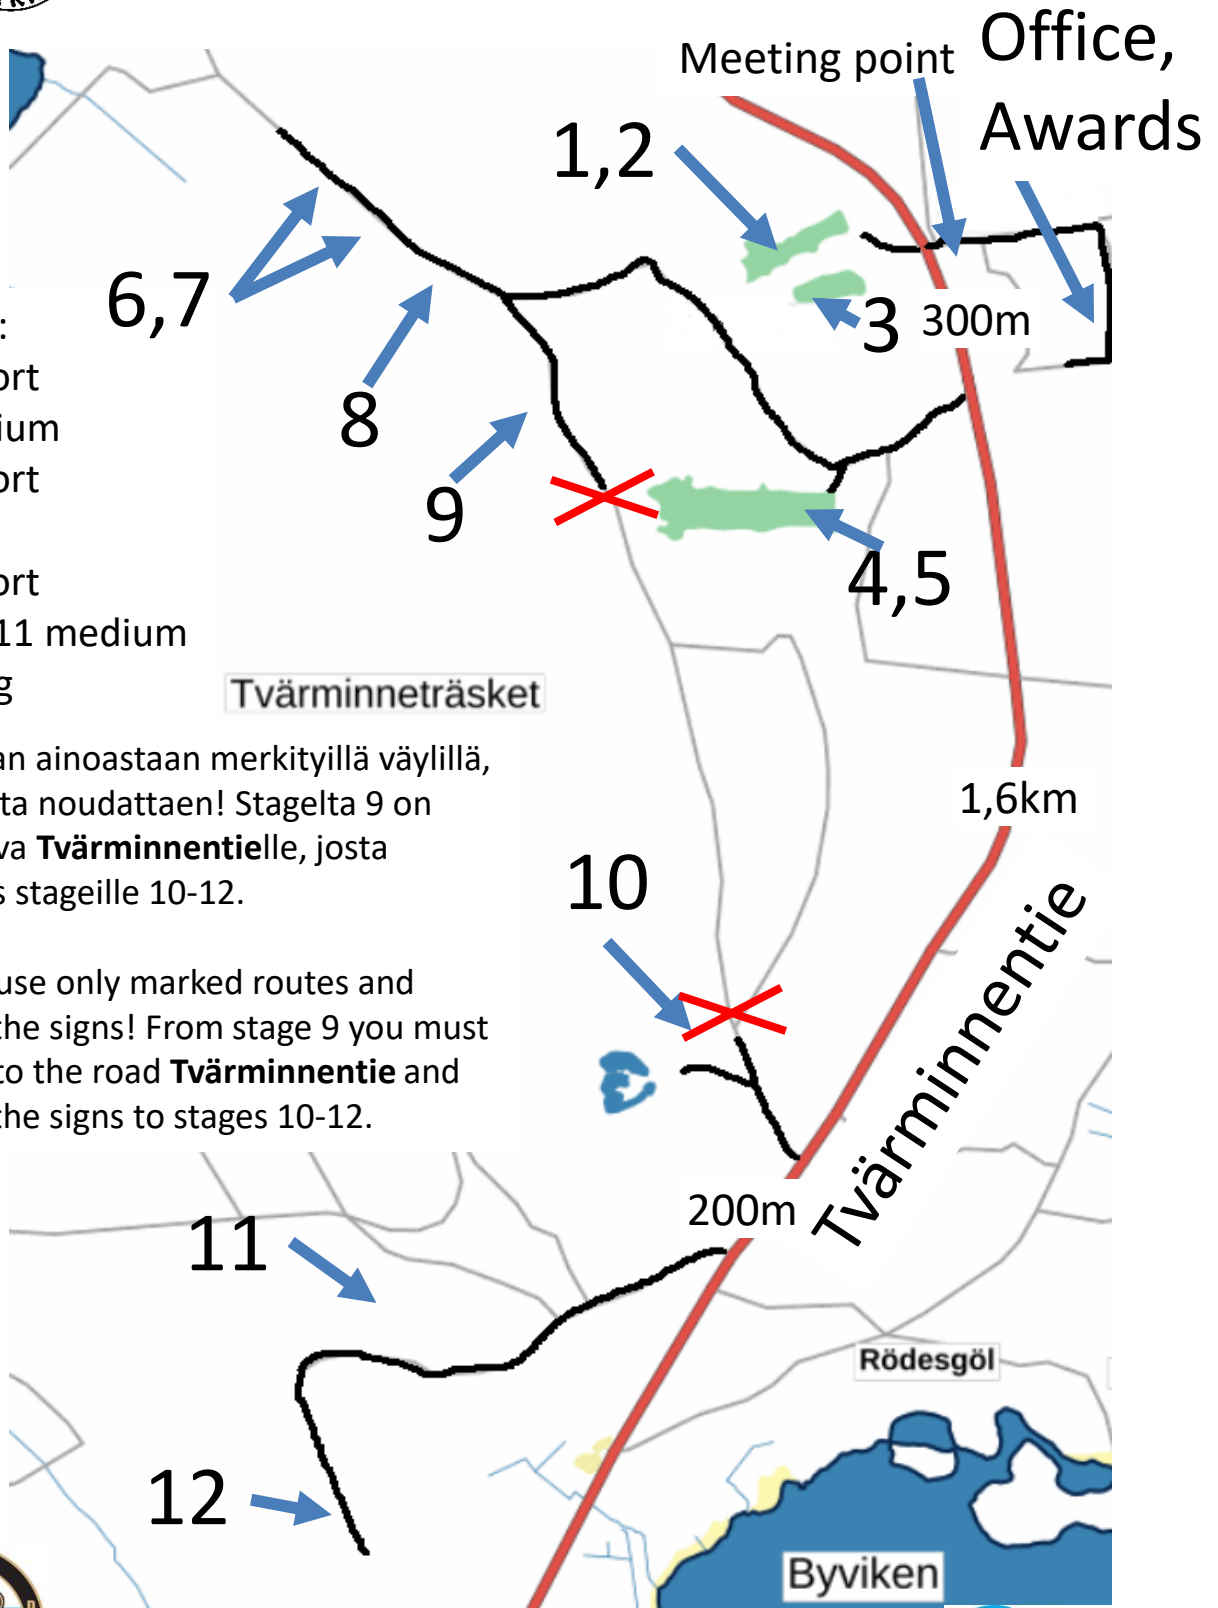 Office,
Meeting point
Awards
1,2
6,7
3
300m
:
ort
8
ium
ort
9
ort
4,5
11 medium
g
Tvärminneträsket
an ainoastaan merkityillä väylillä,
ta noudattaen! Stagelta 9 on
va Tvärminnentielle, josta
s stageille 10-12.
1,6km
10
use only marked routes and
the signs! From stage 9 you must
to the road Tvärminnentie and
the signs to stages 10-12.
Tvärminnentie
200m
11
Rödesgöl
12
Byviken